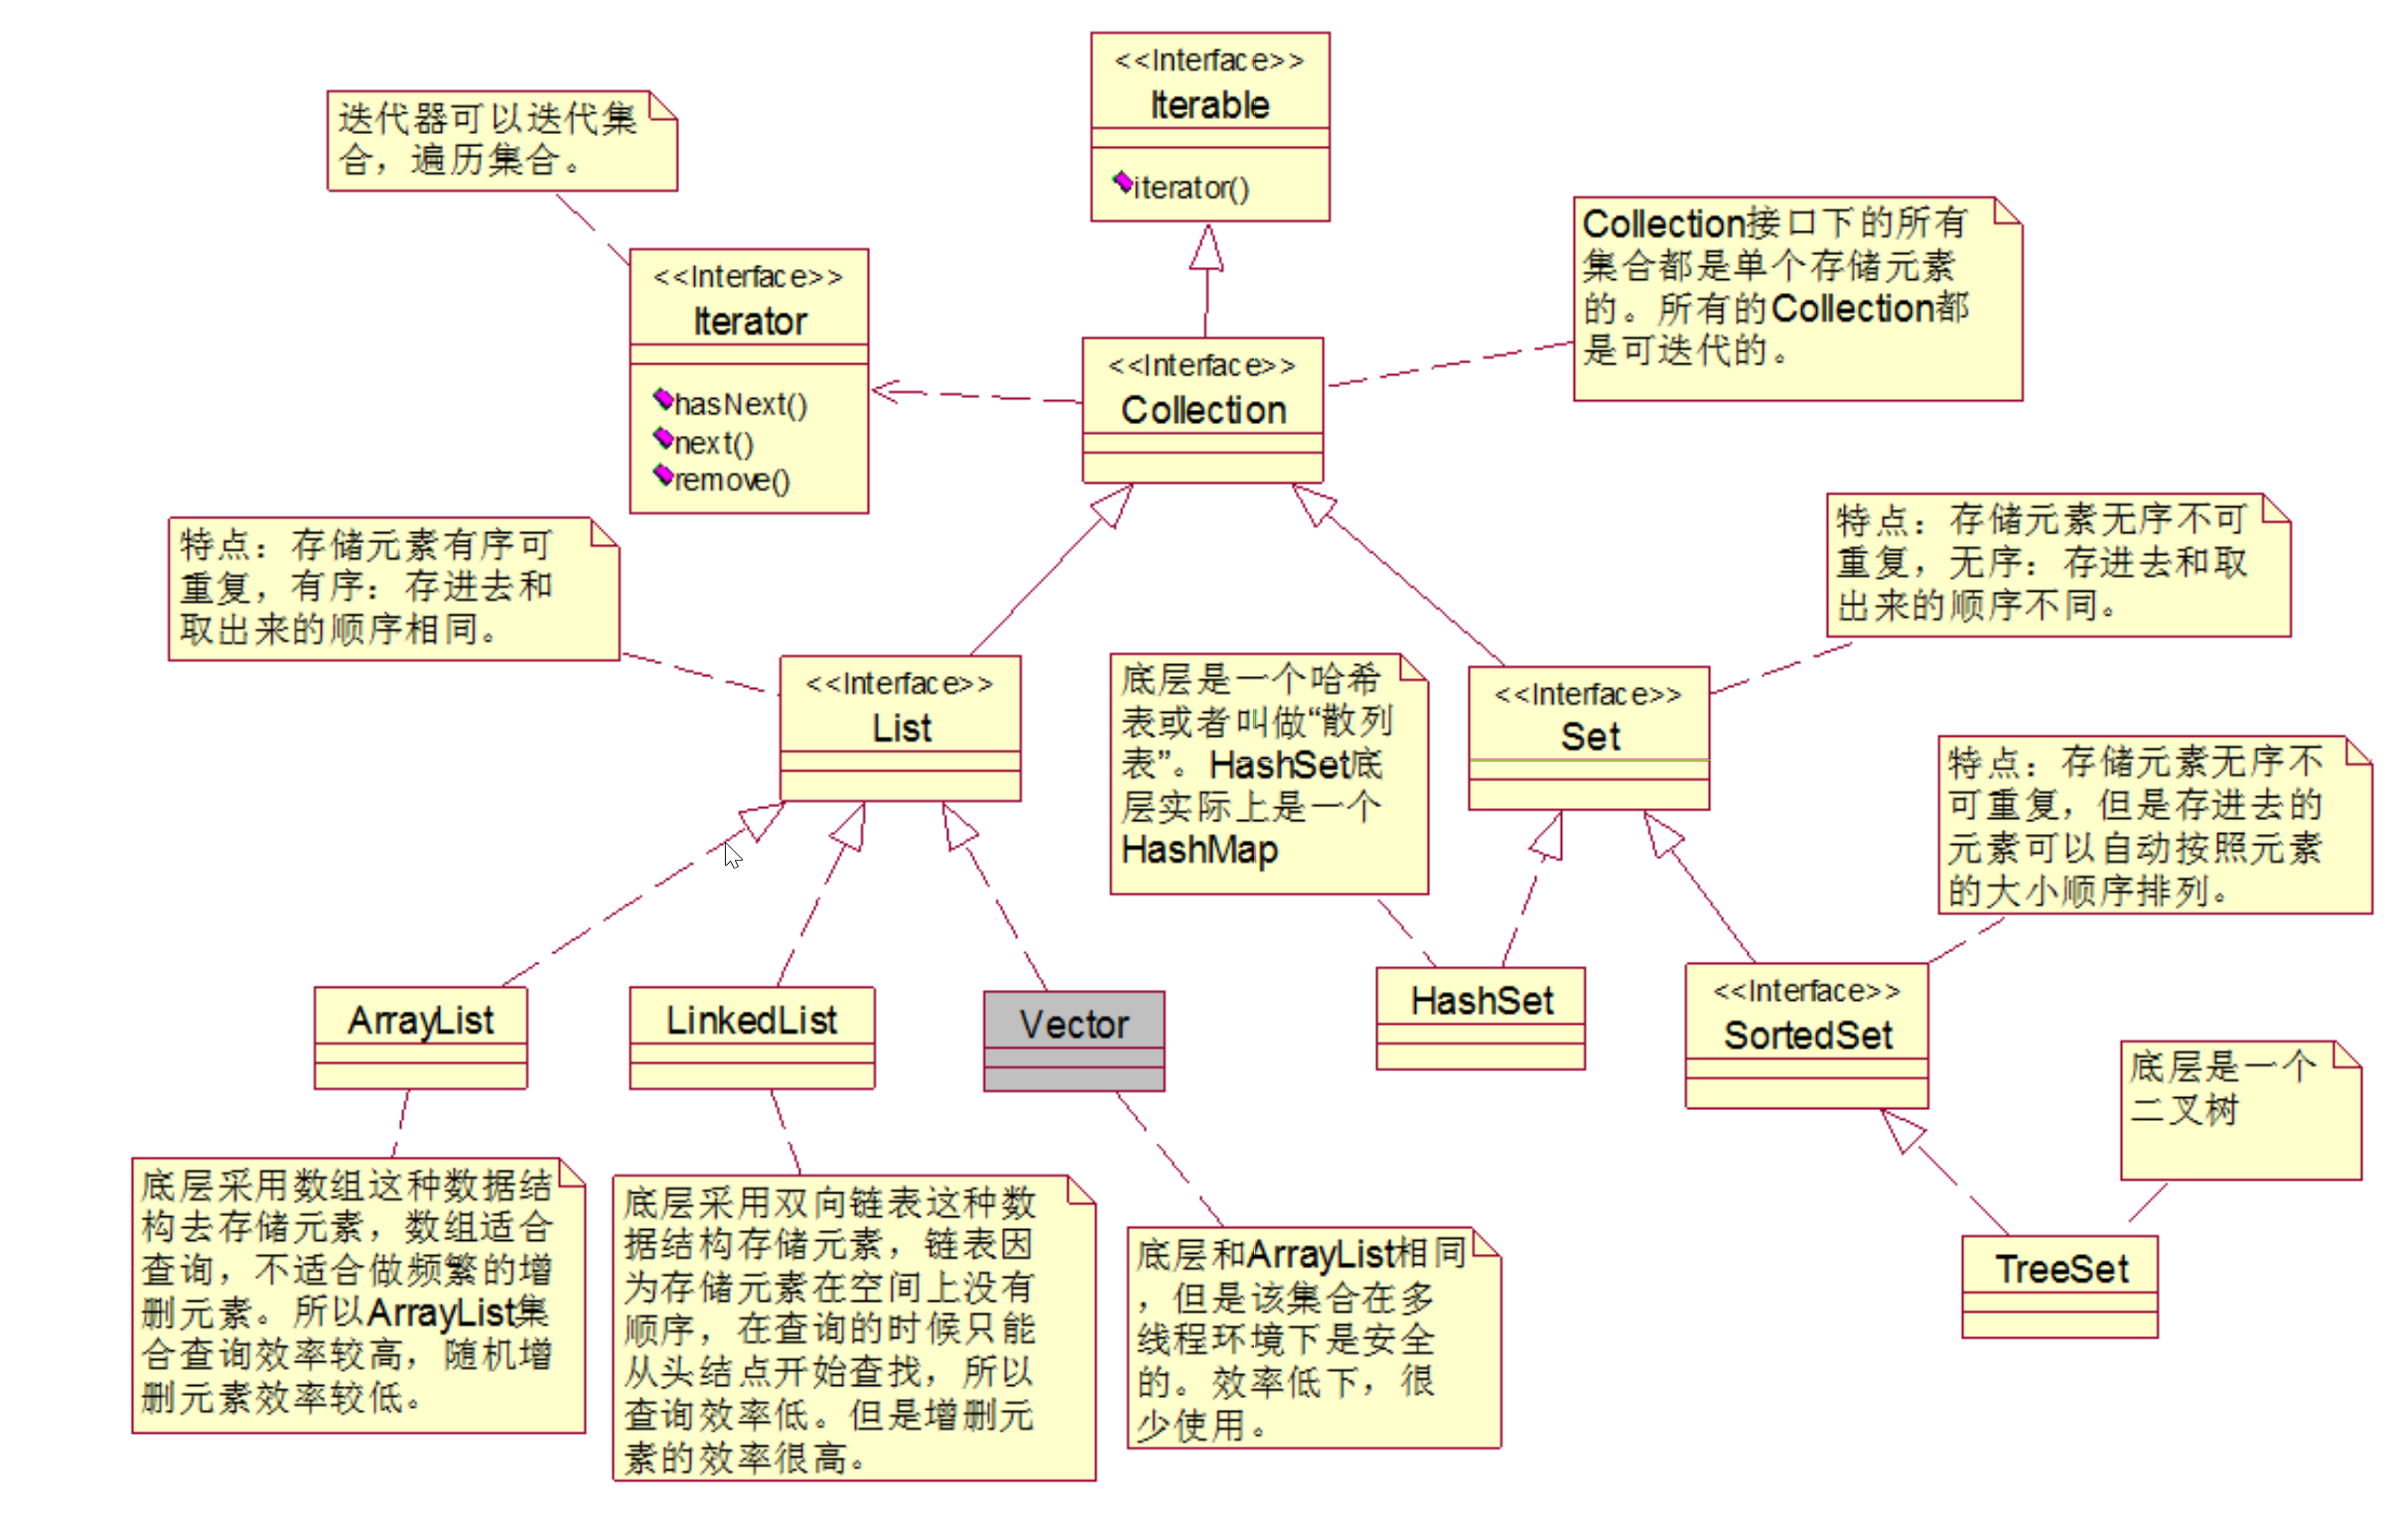 <<Interface>>
Iterable
iterator()
迭代器可以迭代集
合，遍历集合。
<<Interface>>
Iterator
hasNext()
next()
remove()
Collection接口下的所有
集合都是单个存储元素
的。所有的Collection都
是可迭代的。
<<Interface>>
Collection
特点：存储元素有序可
重复，有序：存进去和
取出来的顺序相同。
特点：存储元素无序不可
重复，无序：存进去和取
出来的顺序不同。
<<Interface>>
List
底层是一个哈希
表或者叫做“散列
表”。HashSet底
层实际上是一个
HashMap
<<Interface>>
Set
特点：存储元素无序不
可重复，但是存进去的
元素可以自动按照元素
的大小顺序排列。
ArrayList
LinkedList
Vector
HashSet
<<Interface>>
SortedSet
底层是一个
二叉树
底层采用数组这种数据结
构去存储元素，数组适合
查询，不适合做频繁的增
删元素。所以ArrayList集
合查询效率较高，随机增
删元素效率较低。
底层采用双向链表这种数
据结构存储元素，链表因
为存储元素在空间上没有
顺序，在查询的时候只能
从头结点开始查找，所以
查询效率低。但是增删元
素的效率很高。
底层和ArrayList相同
，但是该集合在多
线程环境下是安全
的。效率低下，很
少使用。
TreeSet